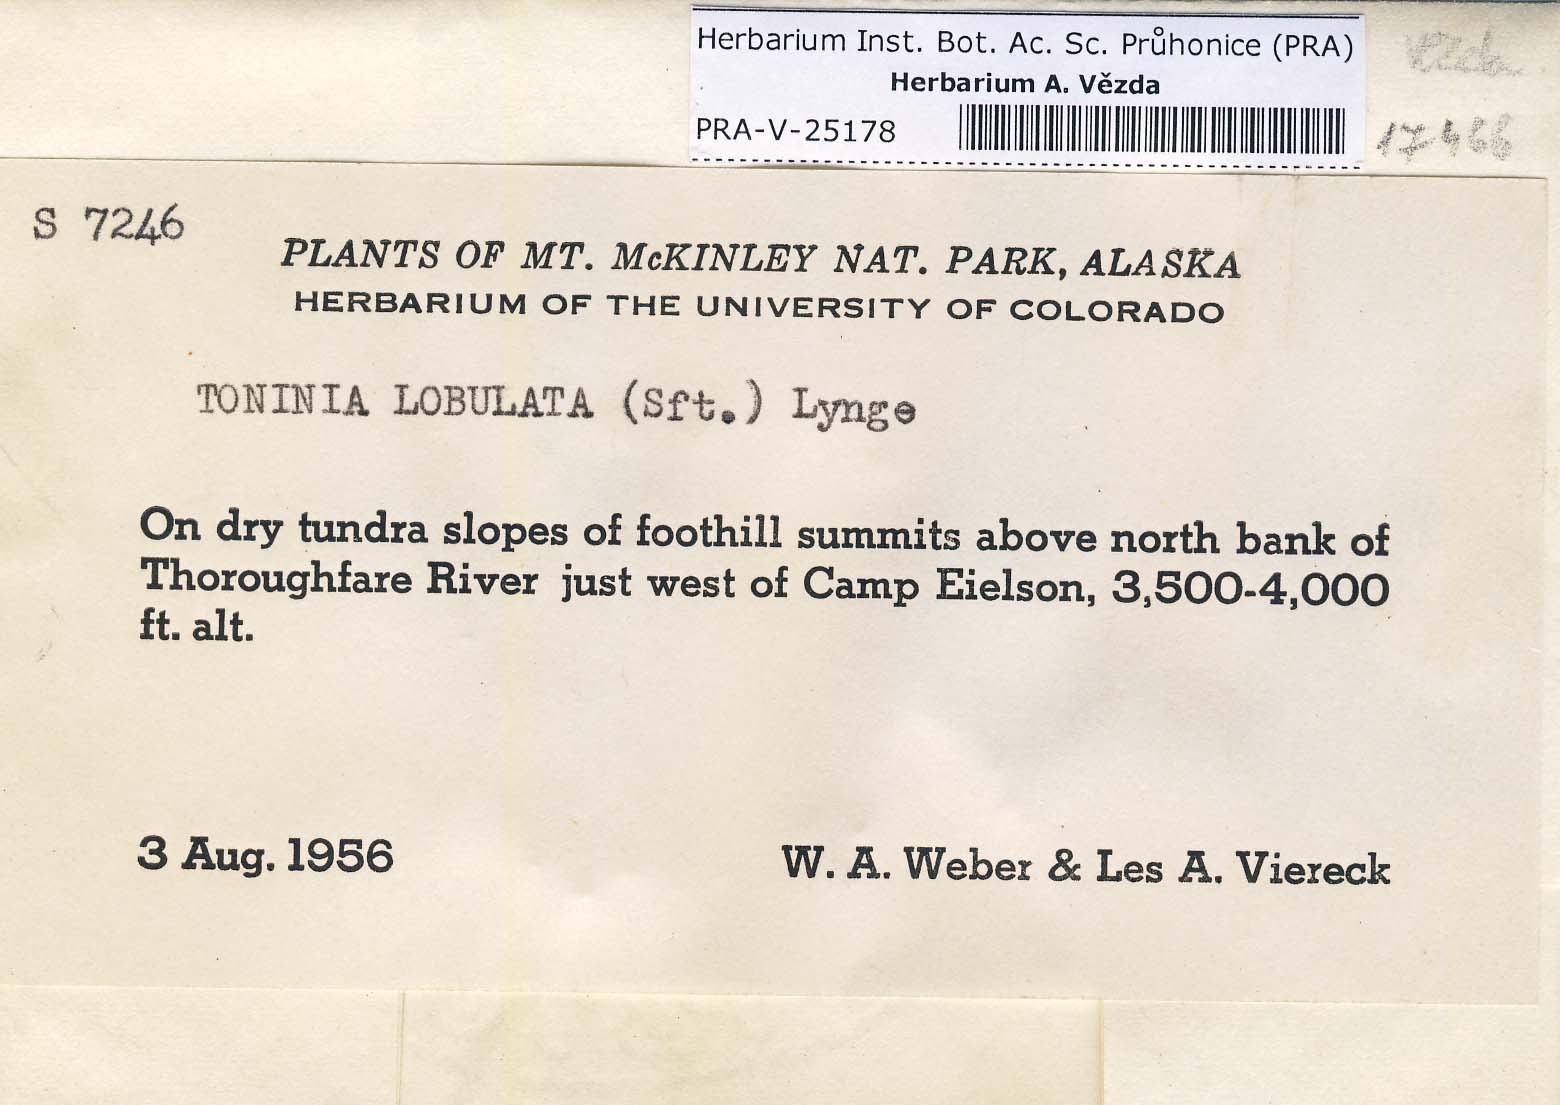 Herbarium Inst. Bot. Ac. Sc. Průhonice (PRA)
Herbarium A. Vězda
PRA-V-25178
Vězda
17466
S 7246
PLANTS OF MT. McKINLEY NAT. PARK, ALASKA
HERBARIUM OF THE UNIVERSITY OF COLORADO
TONINIA LOBULATA (Sft.) Lynge
On dry tundra slopes of foothill summits above north bank of
Thoroughfare River just west of Camp Eielson, 3,500-4,000
ft. alt.
3 Aug. 1956
W. A. Weber & Les A. Viereck